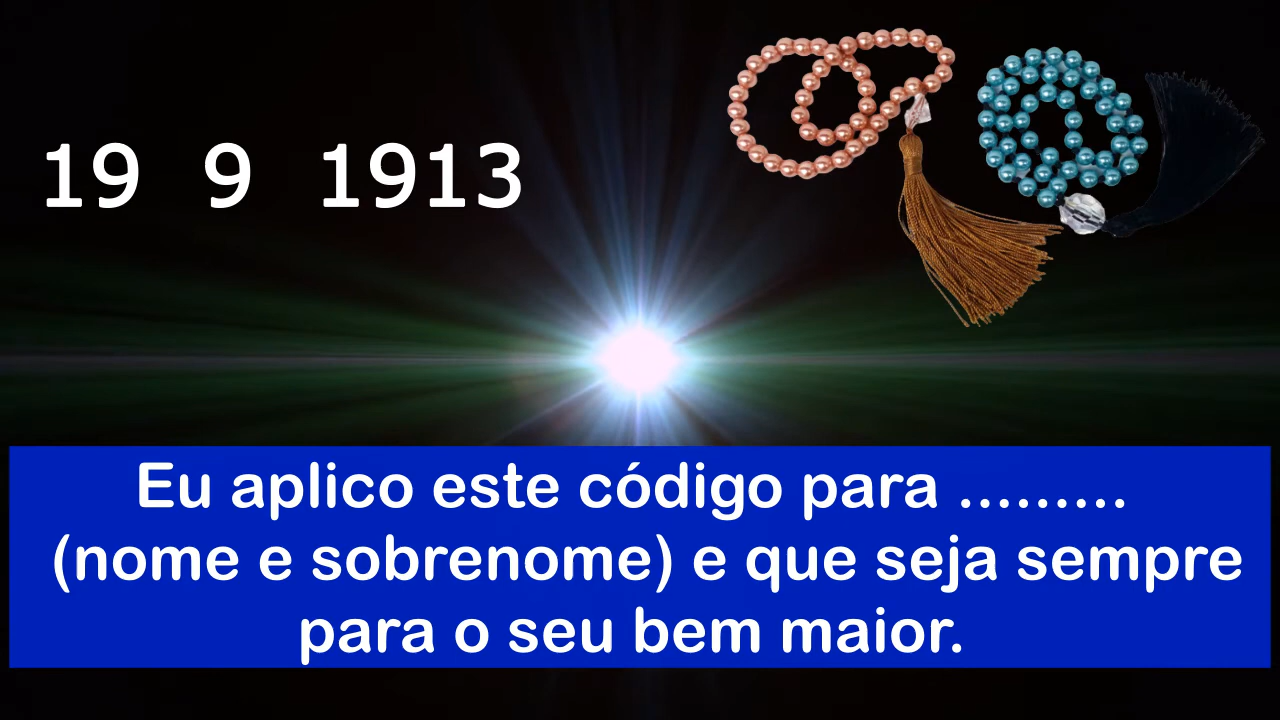 19 9 1913
Eu aplico este código para .........
(nome e sobrenome) e que seja sempre
para o seu bem maior.